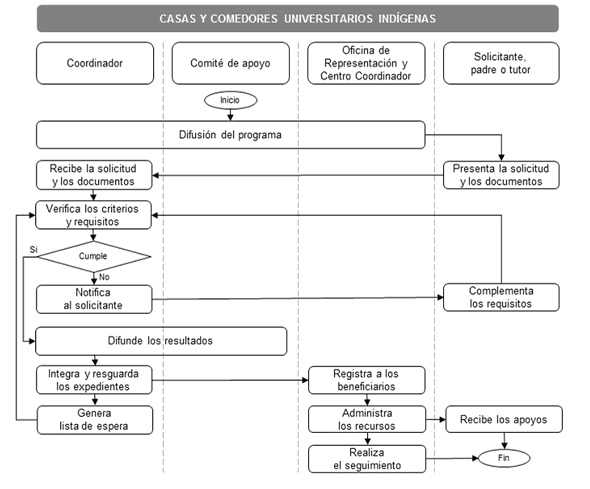 CASAS Y COMEDORES UNIVERSITARIOS INDÍGENAS
Coordinador
Comité de apoyo
Oficina de
Representación y
Centro Coordinador
Solicitante,
padre o tutor
Inicio
Difusión del programa
Recibe la solicitud
y los documentos
Presenta la solicitud
y los documentos
Verifica los criterios
y requisitos
Si
Cumple
No
Notifica
al solicitante
Complementa
los requisitos
Difunde los resultados
Integra y resguarda
los expedientes
Registra a los
beneficiarios
Genera
lista de espera
Administra
los recursos
Recibe los apoyos
Realiza
el seguimiento
Fin